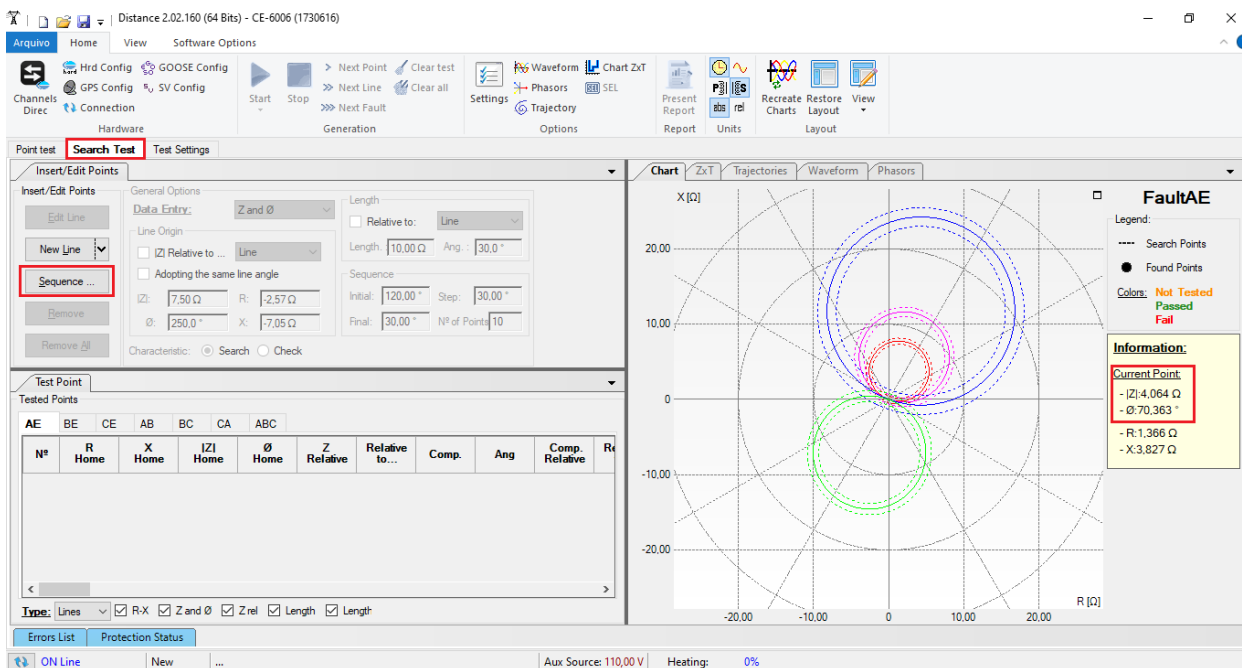 Distance 2.02.160 (64 Bits) - CE-6006 (1730616)
Arquivo Home View Software Options
Channels Direc
Hrd Config GOOSE Config
GPS Config SV Config
Connection
Hardware
Start Stop
Next Point Clear test
Next Line Clear all
Next Fault
Generation
Settings
Waveform Chart ZxT
Phasors SEL
Trajectory
Options
Present Report
Report
abs rel
Units
Recreate Charts
Restore Layout
View
Layout
Point test Search Test Test Settings
Insert/Edit Points
Insert/Edit Points
Edit Line
New Line
Sequence ...
Remove
Remove All
General Options
Data Entry: Z and Ø
Line Origin
|Z| Relative to ... Line
Adopting the same line angle
|Z|: 7,50 Ω R: -2,57 Ω
Ø: 250,0 ° X: -7,05 Ω
Characteristic: Search Check
Length
Relative to: Line
Length.: 10,00 Ω Ang. : 30,0 °
Sequence
Initial: 120,00 ° Step: 30,00 °
Final: 30,00 ° Nº of Points 10
Test Point
Tested Points
AE BE CE AB BC CA ABC
Nº R Home X Home |Z| Home Ø Home Z Relative Relative to... Comp. Ang Comp. Relative
Type: Lines R-X Z and Ø Z rel Length Length
Errors List Protection Status
ON Line New ... Aux Source: 110,00 V Heating: 0%
Chart ZxT Trajectories Waveform Phasors
X [Ω]
20,00
10,00
0
-10,00
-20,00
-20,00 -10,00 0 10,00 20,00
R [Ω]
FaultAE
Legend:
Search Points
Found Points
Colors: Not Tested
Passed
Fail
Information:
Current Point:
- |Z|:4,064 Ω
- Ø:70,363 °
- R:1,366 Ω
- X:3,827 Ω